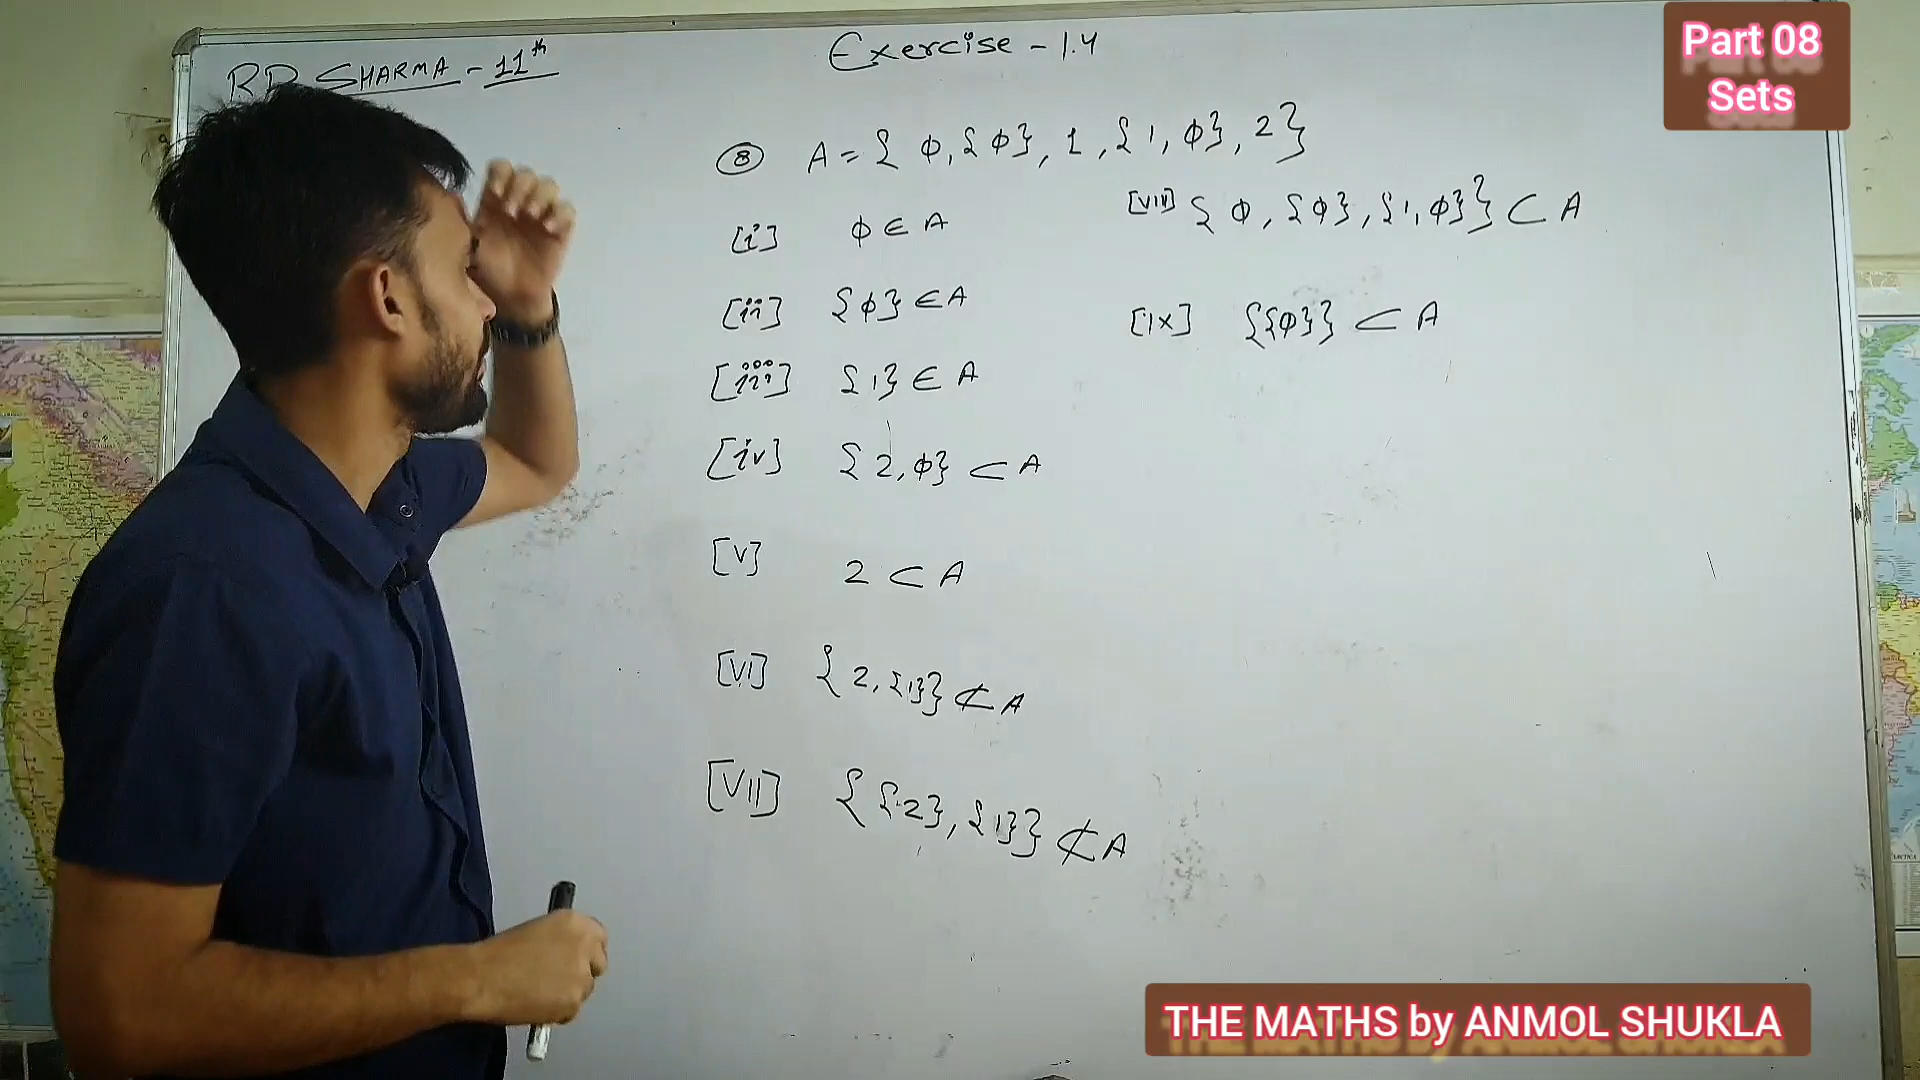 RD SHARMA - 11th
Exercise - 1.4
Part 08
Sets
⑧ A = { ϕ, {ϕ}, 1, {1, ϕ}, 2}
[i] ϕ ∈ A
[ii] {ϕ} ∈ A
[iii] {1} ∈ A
[iv] {2, ϕ} ⊂ A
[v] 2 ⊂ A
[VI] {2, {1}} ⊄ A
[VII] {{2}, {1}} ⊄ A
[VIII] {ϕ, {ϕ}, {1, ϕ}} ⊂ A
[IX] {{ϕ}} ⊂ A
THE MATHS by ANMOL SHUKLA